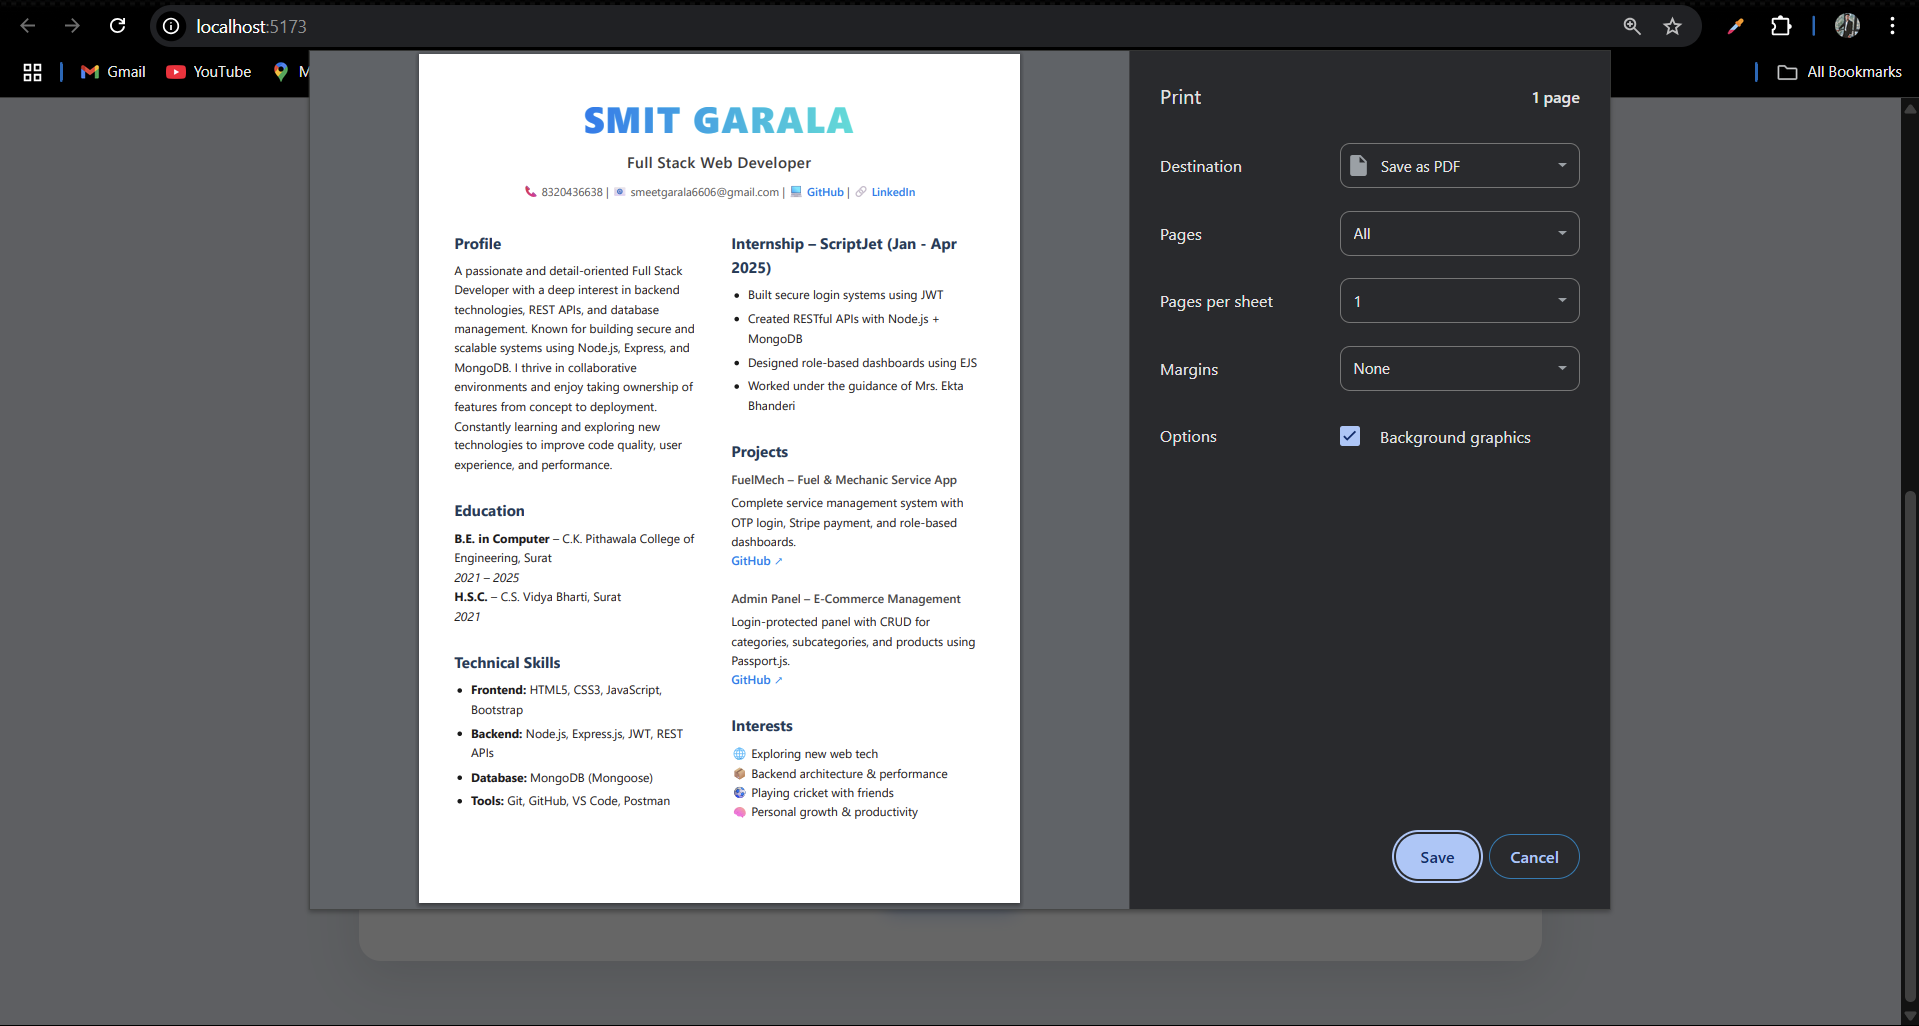 localhost:5173
Gmail
YouTube
M
All Bookmarks
SMIT GARALA
Full Stack Web Developer
📞 8320436638 | 📧 smeetgarala6606@gmail.com | 💻 GitHub | 🔗 LinkedIn
Profile
A passionate and detail-oriented Full Stack
Developer with a deep interest in backend
technologies, REST APIs, and database
management. Known for building secure and
scalable systems using Node.js, Express, and
MongoDB. I thrive in collaborative
environments and enjoy taking ownership of
features from concept to deployment.
Constantly learning and exploring new
technologies to improve code quality, user
experience, and performance.
Education
B.E. in Computer – C.K. Pithawala College of
Engineering, Surat
2021 – 2025
H.S.C. – C.S. Vidya Bharti, Surat
2021
Technical Skills
• Frontend: HTML5, CSS3, JavaScript,
Bootstrap
• Backend: Node.js, Express.js, JWT, REST
APIs
• Database: MongoDB (Mongoose)
• Tools: Git, GitHub, VS Code, Postman
Internship – ScriptJet (Jan - Apr
2025)
• Built secure login systems using JWT
• Created RESTful APIs with Node.js +
MongoDB
• Designed role-based dashboards using EJS
• Worked under the guidance of Mrs. Ekta
Bhanderi
Projects
FuelMech – Fuel & Mechanic Service App
Complete service management system with
OTP login, Stripe payment, and role-based
dashboards.
GitHub ↗
Admin Panel – E-Commerce Management
Login-protected panel with CRUD for
categories, subcategories, and products using
Passport.js.
GitHub ↗
Interests
🌐 Exploring new web tech
📦 Backend architecture & performance
Playing cricket with friends
🧠 Personal growth & productivity
Print
1 page
Destination
Save as PDF
Pages
All
Pages per sheet
1
Margins
None
Options
Background graphics
Save
Cancel